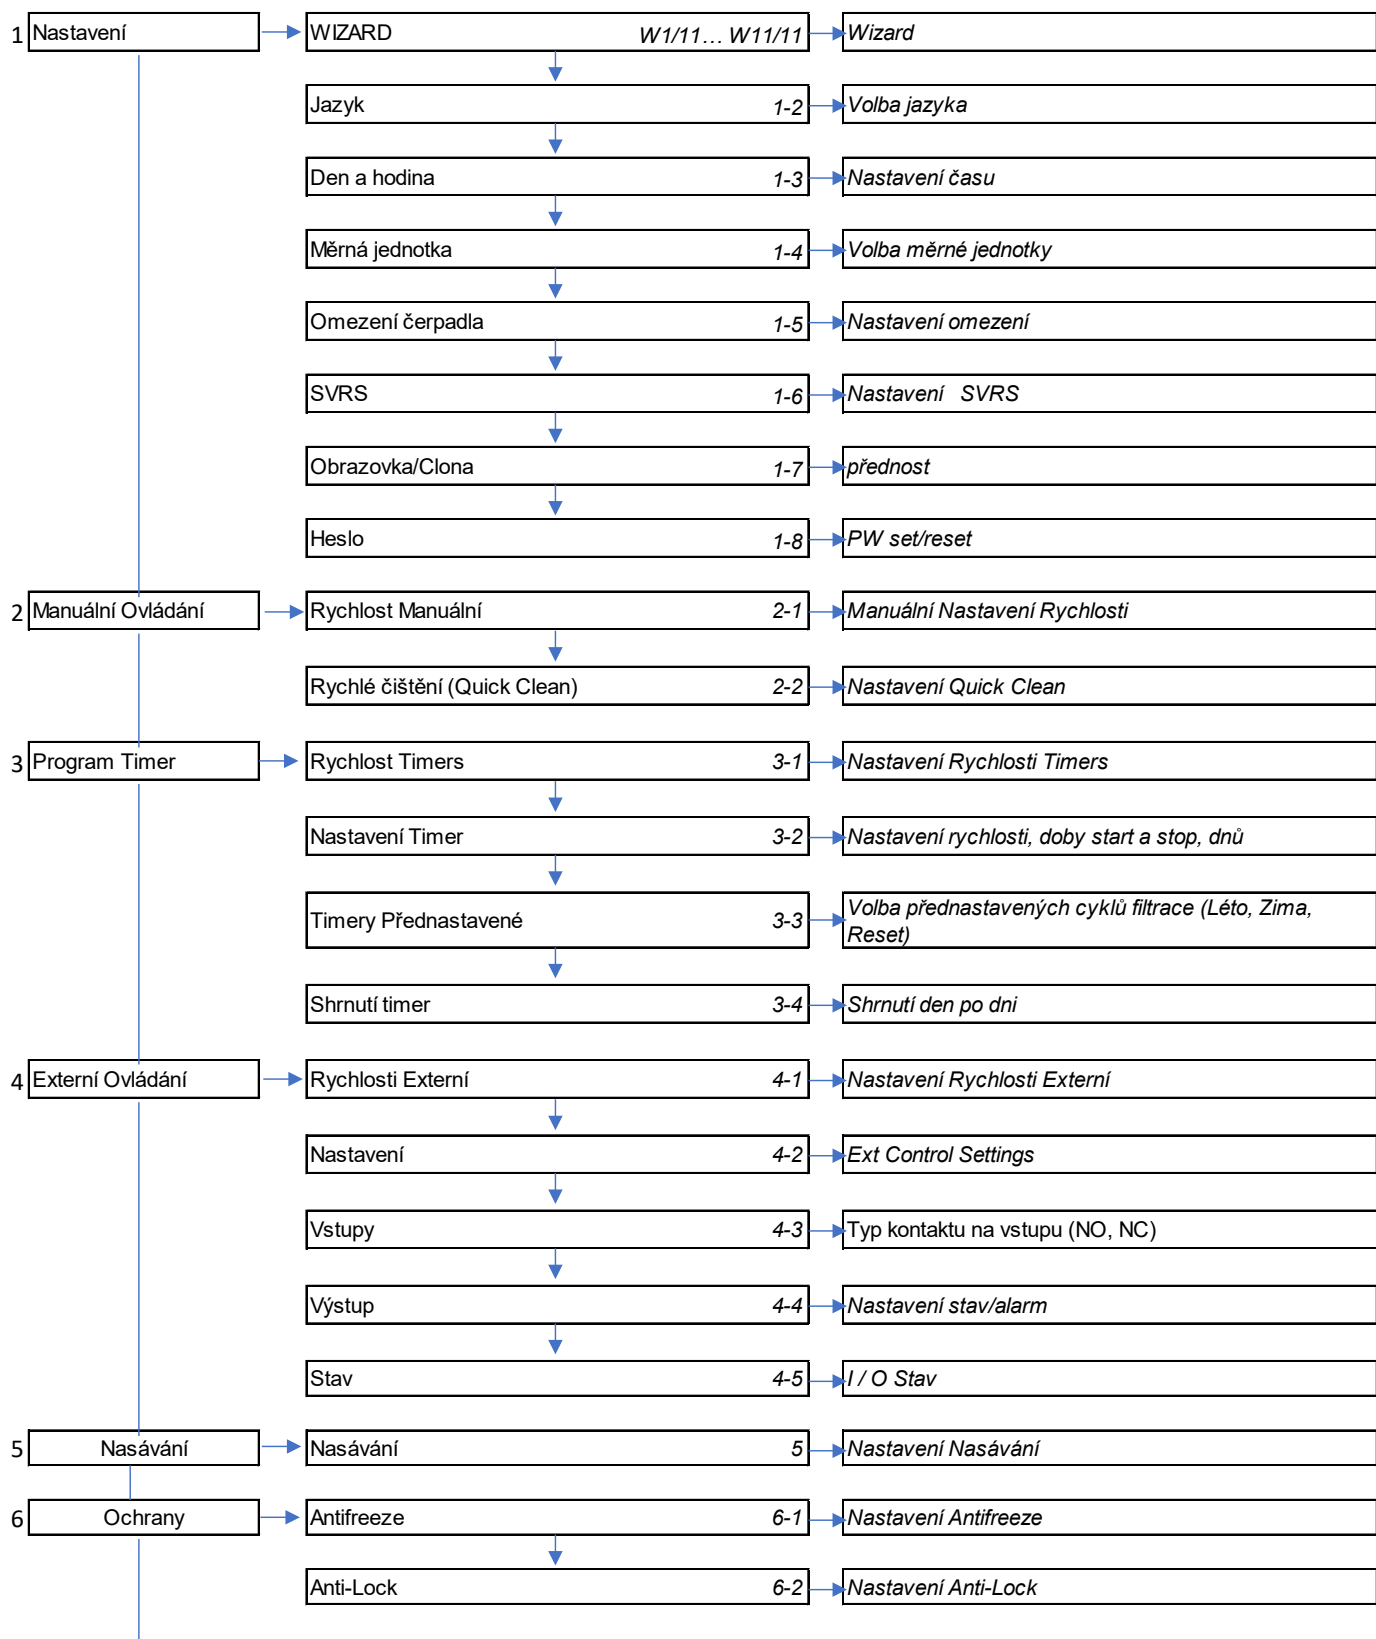 1 Nastavení WIZARD W1/11… W11/11 Wizard
Jazyk 1-2 Volba jazyka
Den a hodina 1-3 Nastavení času
Měrná jednotka 1-4 Volba měrné jednotky
Omezení čerpadla 1-5 Nastavení omezení
SVRS 1-6 Nastavení SVRS
Obrazovka/Clona 1-7 přednost
Heslo 1-8 PW set/reset
2 Manuální Ovládání Rychlost Manuální 2-1 Manuální Nastavení Rychlosti
Rychlé čištění (Quick Clean) 2-2 Nastavení Quick Clean
3 Program Timer Rychlost Timers 3-1 Nastavení Rychlosti Timers
Nastavení Timer 3-2 Nastavení rychlosti, doby start a stop, dnů
Timery Přednastavené 3-3 Volba přednastavených cyklů filtrace (Léto, Zima,
Reset)
Shrnutí timer 3-4 Shrnutí den po dni
4 Externí Ovládání Rychlosti Externí 4-1 Nastavení Rychlosti Externí
Nastavení 4-2 Ext Control Settings
Vstupy 4-3 Typ kontaktu na vstupu (NO, NC)
Výstup 4-4 Nastavení stav/alarm
Stav 4-5 I / O Stav
5 Nasávání Nasávání 5 Nastavení Nasávání
6 Ochrany Antifreeze 6-1 Nastavení Antifreeze
Anti-Lock 6-2 Nastavení Anti-Lock